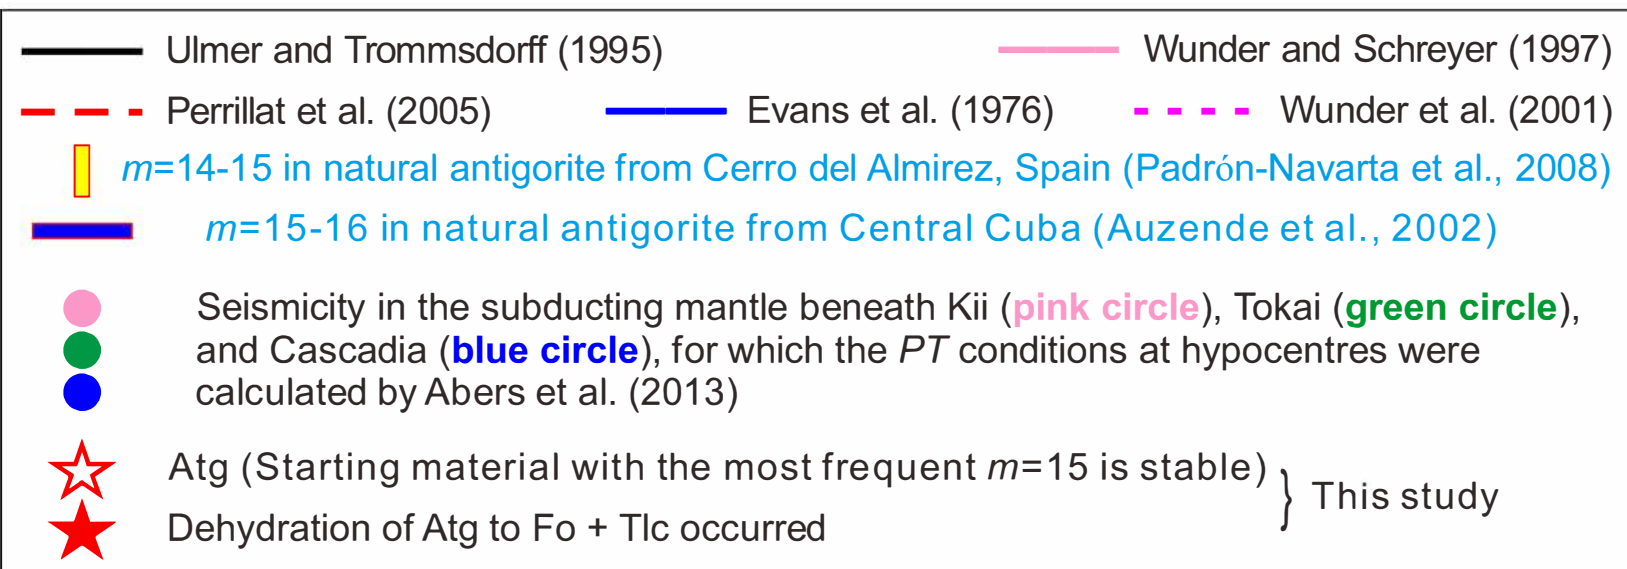 Ulmer and Trommsdorff (1995) Wunder and Schreyer (1997)
Perrillat et al. (2005) Evans et al. (1976) Wunder et al. (2001)
m=14-15 in natural antigorite from Cerro del Almirez, Spain (Padrón-Navarta et al., 2008)
m=15-16 in natural antigorite from Central Cuba (Auzende et al., 2002)
Seismicity in the subducting mantle beneath Kii (pink circle), Tokai (green circle),
and Cascadia (blue circle), for which the PT conditions at hypocentres were
calculated by Abers et al. (2013)
Atg (Starting material with the most frequent m=15 is stable)
Dehydration of Atg to Fo + Tlc occurred
} This study